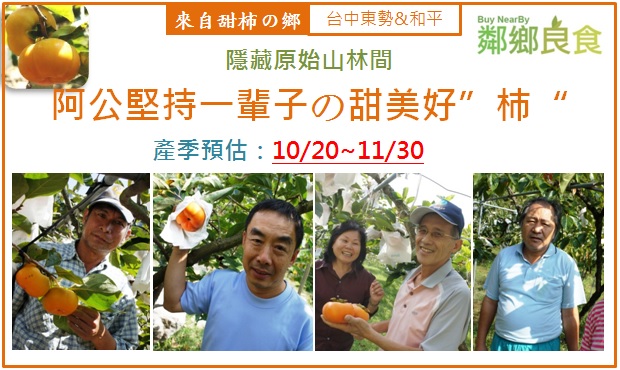 來自甜柿の鄉 台中東勢&和平
Buy NearBy
鄰鄉良食
隱藏原始山林間
阿公堅持一輩子の甜美好”柿“
產季預估：10/20~11/30